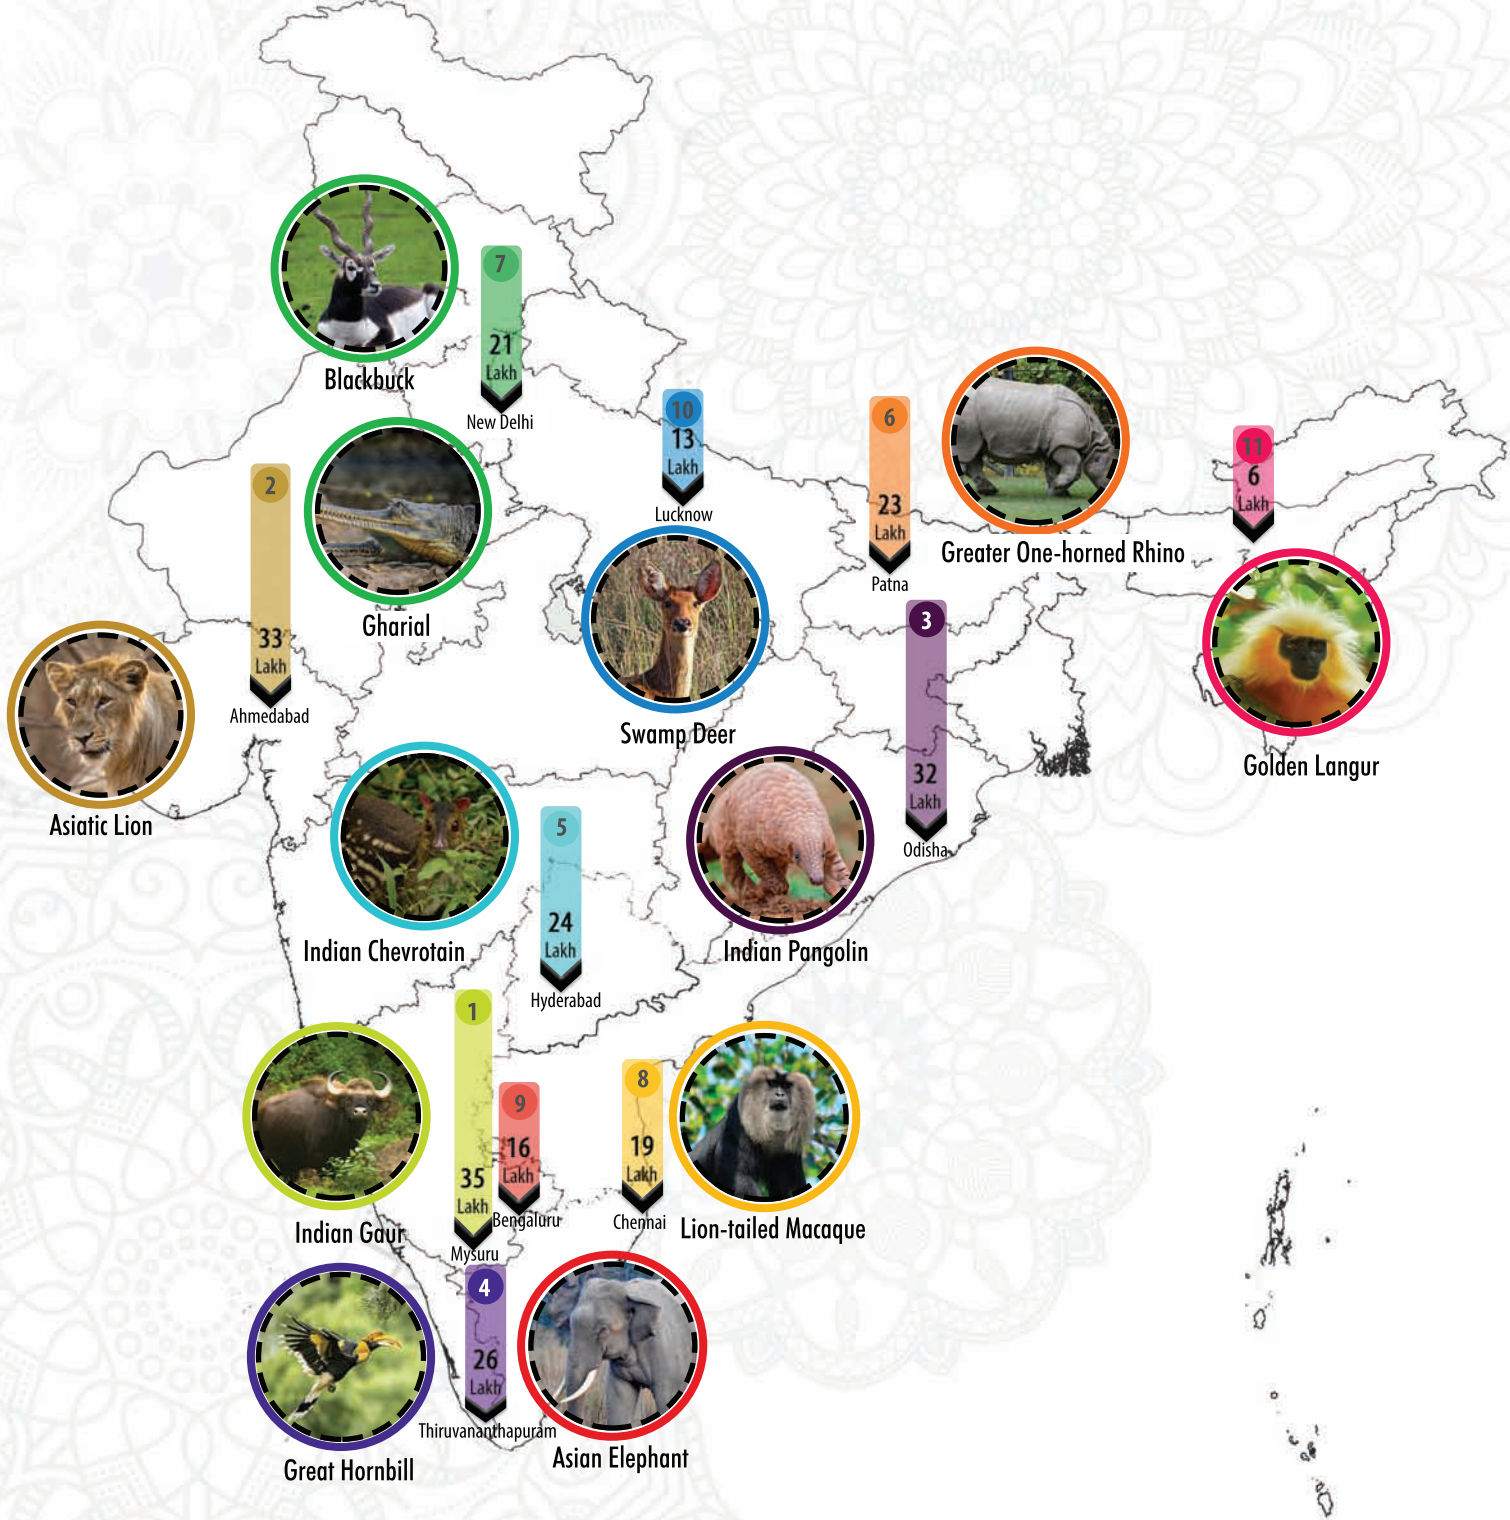 7
21
Lakh
New Delhi
Blackbuck
10
13
Lakh
Lucknow
6
23
Lakh
Patna
Greater One-horned Rhino
11
6
Lakh
2
33
Lakh
Ahmedabad
Gharial
3
32
Lakh
Odisha
Swamp Deer
Golden Langur
Asiatic Lion
5
24
Lakh
Hyderabad
Indian Chevrotain
Indian Pangolin
1
35
Lakh
Mysuru
9
16
Lakh
Bengaluru
8
19
Lakh
Chennai
Indian Gaur
Lion-tailed Macaque
4
26
Lakh
Thiruvananthapuram
Great Hornbill
Asian Elephant